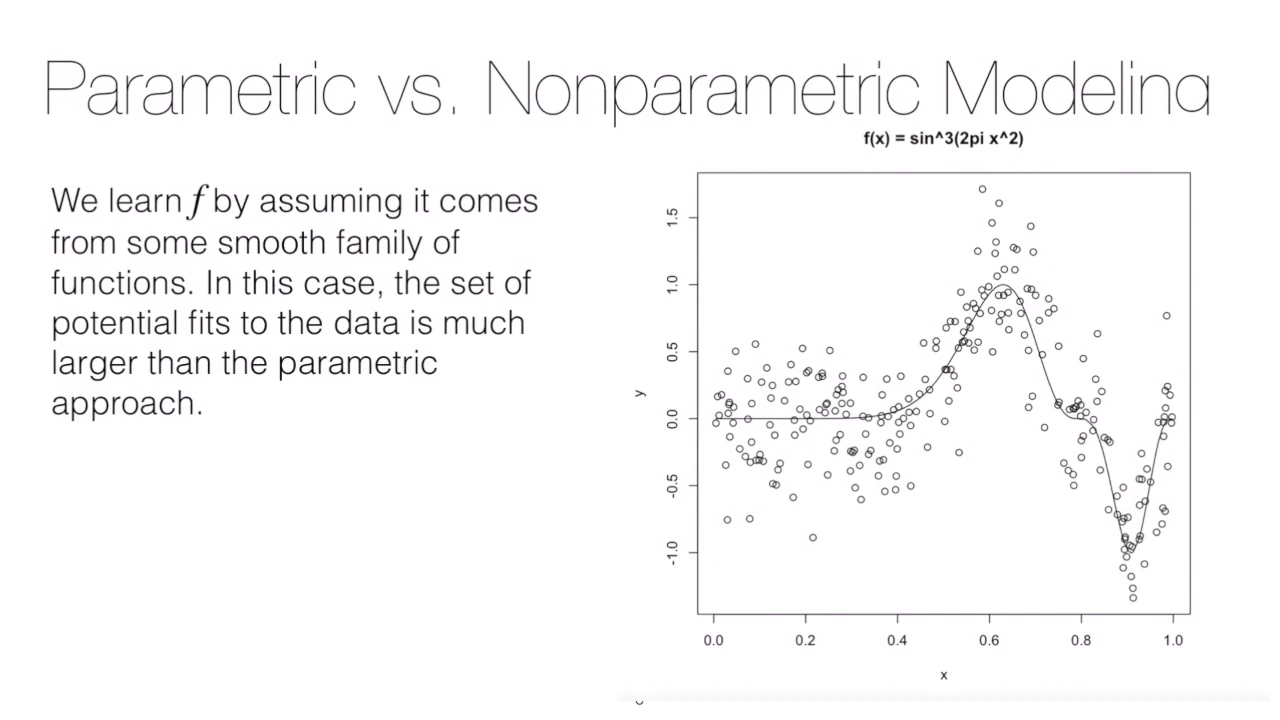 Parametric vs. Nonparametric Modeling
f(x) = sin^3(2pi x^2)
We learn f by assuming it comes
from some smooth family of
functions. In this case, the set of
potential fits to the data is much
larger than the parametric
approach.
1.5
1.0
0.5
0.0
-0.5
-1.0
y
0.0 0.2 0.4 0.6 0.8 1.0
x